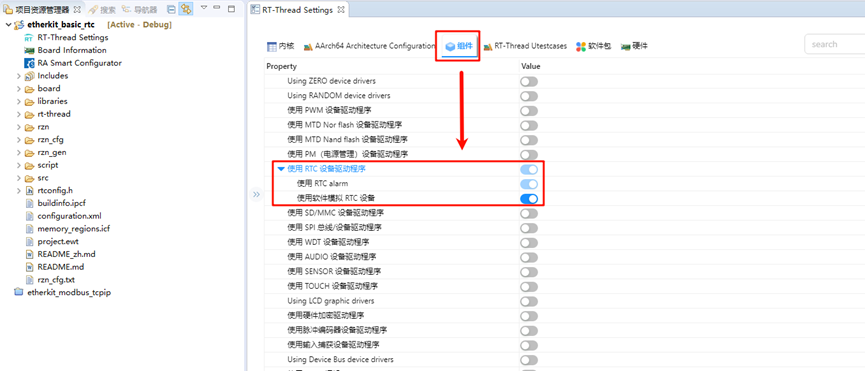 项目资源管理器 搜索 导航器
etherkit_basic_rtc [Active - Debug]
RT-Thread Settings
Board Information
RA Smart Configurator
Includes
board
libraries
rt-thread
rzn
rzn_cfg
rzn_gen
script
src
rtconfig.h
buildinfo.ipcf
configuration.xml
memory_regions.icf
project.ewt
README_zh.md
README.md
rzn_cfg.txt
etherkit_modbus_tcpip
RT-Thread Settings
内核 AArch64 Architecture Configuration 组件 RT-Thread Utestcases 软件包 硬件
search
Property Value
Using ZERO device drivers
Using RANDOM device drivers
使用 PWM 设备驱动程序
使用 MTD Nor flash 设备驱动程序
使用 MTD Nand flash 设备驱动程序
使用 PM（电源管理）设备驱动程序
使用 RTC 设备驱动程序
使用 RTC alarm
使用软件模拟 RTC 设备
使用 SD/MMC 设备驱动程序
使用 SPI 总线/设备驱动程序
使用 WDT 设备驱动程序
使用 AUDIO 设备驱动程序
使用 SENSOR 设备驱动程序
使用 TOUCH 设备驱动程序
Using LCD graphic drivers
使用硬件加密驱动程序
使用脉冲编码器设备驱动程序
使用输入捕获设备驱动程序
Using Device Bus device drivers